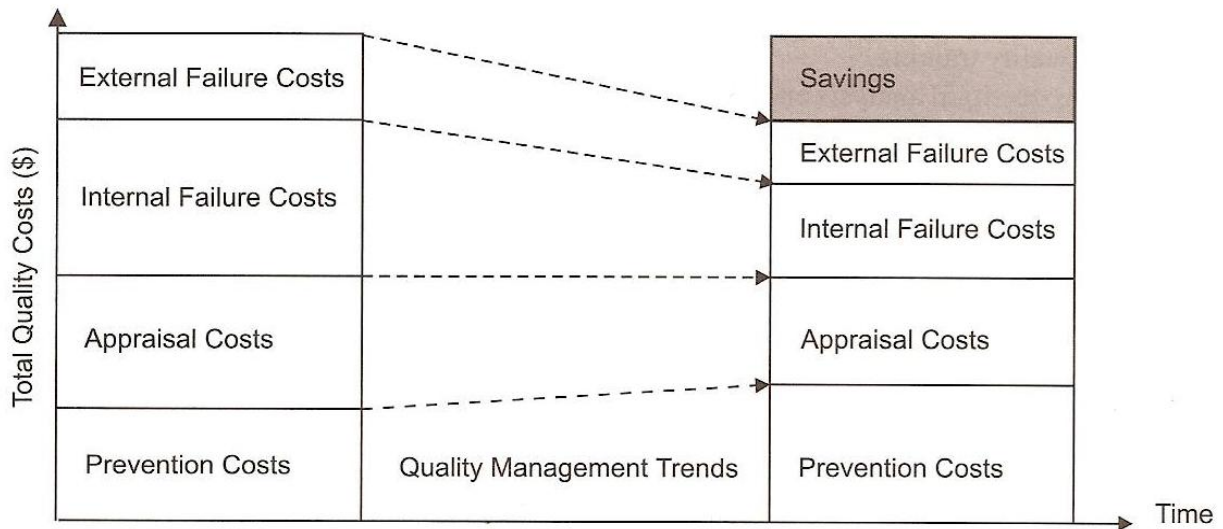 Total Quality Costs ($)
External Failure Costs
Internal Failure Costs
Appraisal Costs
Prevention Costs
Quality Management Trends
Savings
External Failure Costs
Internal Failure Costs
Appraisal Costs
Prevention Costs
Time